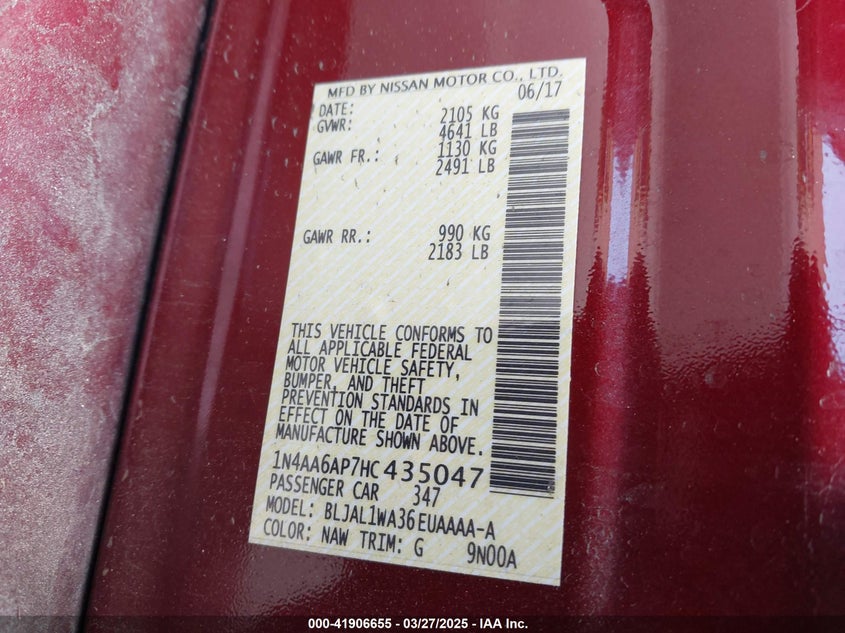 MFD BY NISSAN MOTOR CO., LTD.
DATE: 06/17
GVWR: 2105 KG
4641 LB
GAWR FR.: 1130 KG
2491 LB
GAWR RR.: 990 KG
2183 LB
THIS VEHICLE CONFORMS TO
ALL APPLICABLE FEDERAL
MOTOR VEHICLE SAFETY,
BUMPER, AND THEFT
PREVENTION STANDARDS IN
EFFECT ON THE DATE OF
MANUFACTURE SHOWN ABOVE.
1N4AA6AP7HC435047
PASSENGER CAR 347
MODEL: BLJAL1WA36EUAAAA-A
COLOR: NAW TRIM: G 9N00A
000-41906655 — 03/27/2025 — IAA Inc.